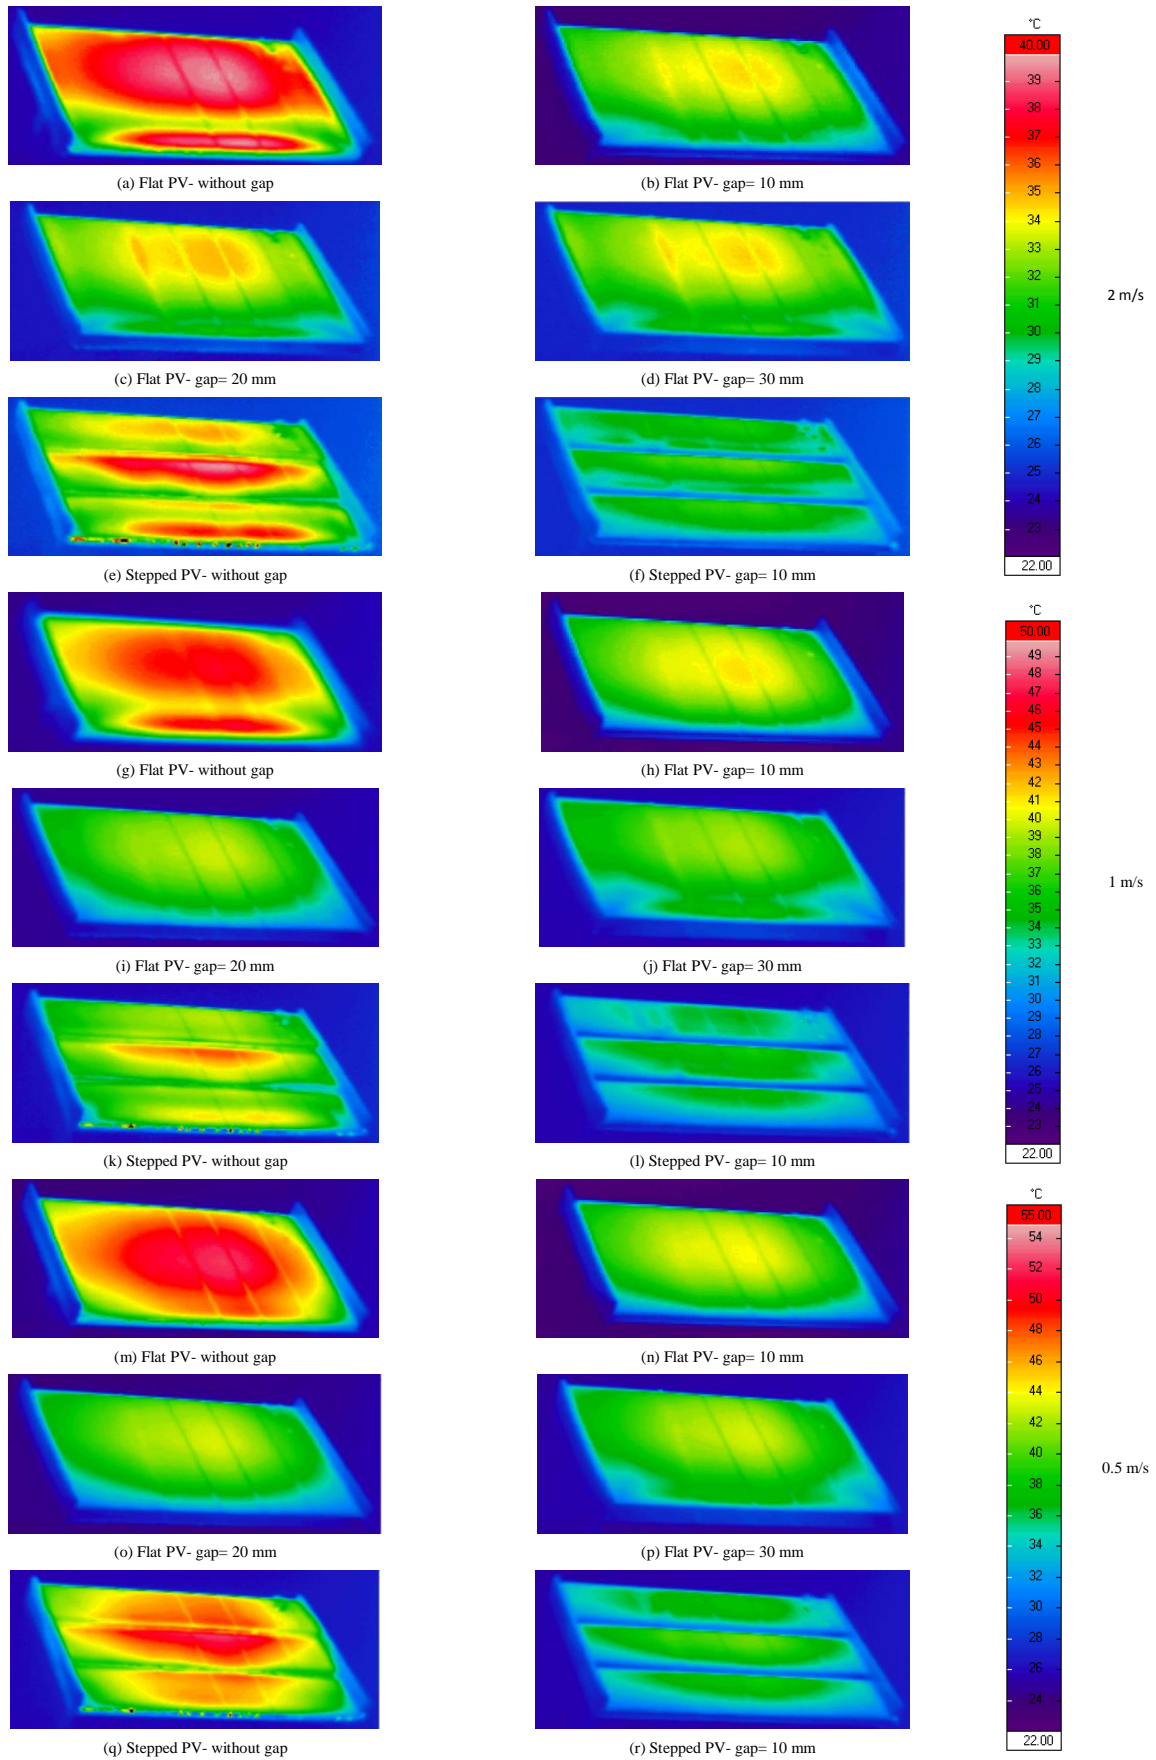 °C
40.00
39
38
37
36
35
34
33
32
31
30
29
28
27
26
25
24
23
22.00
2 m/s
(a) Flat PV- without gap
(b) Flat PV- gap= 10 mm
(c) Flat PV- gap= 20 mm
(d) Flat PV- gap= 30 mm
(e) Stepped PV- without gap
(f) Stepped PV- gap= 10 mm
°C
50.00
49
48
47
46
45
44
43
42
41
40
39
38
37
36
35
34
33
32
31
30
29
28
27
26
25
24
23
22.00
1 m/s
(g) Flat PV- without gap
(h) Flat PV- gap= 10 mm
(i) Flat PV- gap= 20 mm
(j) Flat PV- gap= 30 mm
(k) Stepped PV- without gap
(l) Stepped PV- gap= 10 mm
°C
55.00
54
52
50
48
46
44
42
40
38
36
34
32
30
28
26
24
22.00
0.5 m/s
(m) Flat PV- without gap
(n) Flat PV- gap= 10 mm
(o) Flat PV- gap= 20 mm
(p) Flat PV- gap= 30 mm
(q) Stepped PV- without gap
(r) Stepped PV- gap= 10 mm